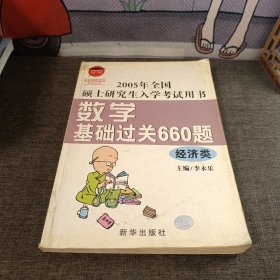 2005年全国
硕士研究生入学考试用书
数学
基础过关660题
经济类
主编/李永乐
新华出版社